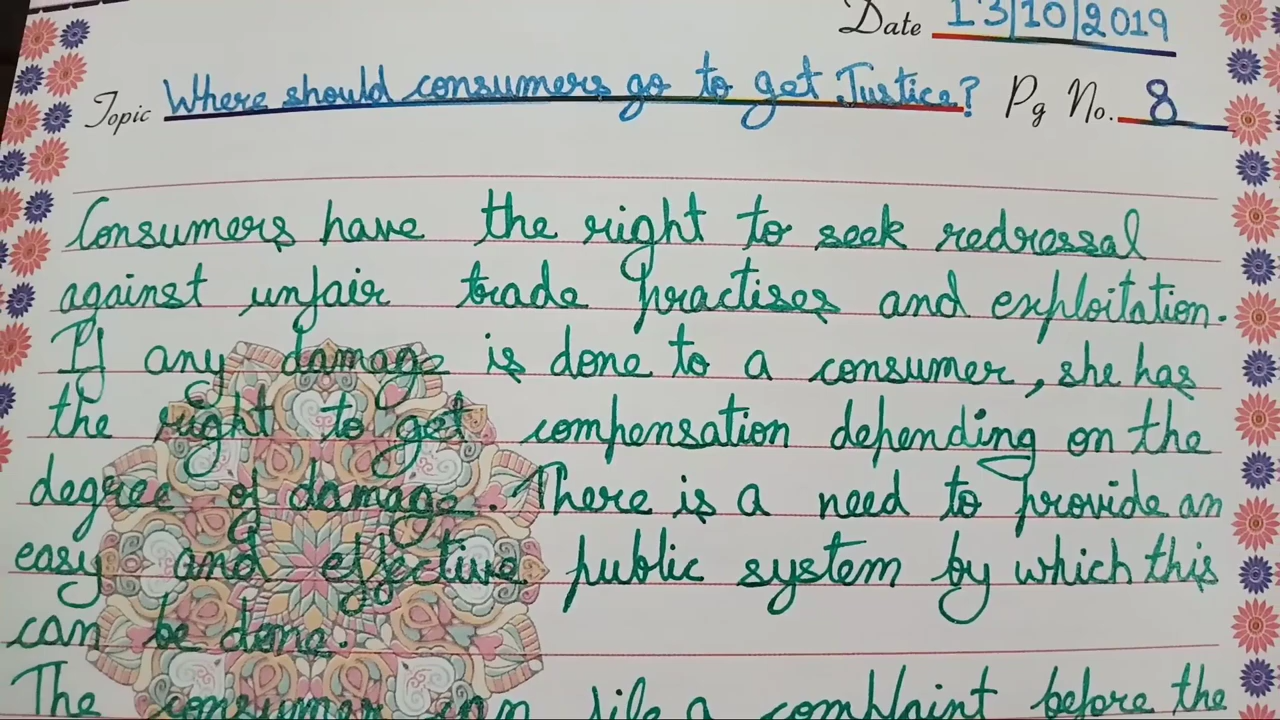 Date 13/10/2019
Topic Where should consumers go to get Justice? Pg No. 8
Consumers have the right to seek redressal
against unfair trade practises and exploitation.
If any damage is done to a consumer, she has
the right to get compensation depending on the
degree of damage. There is a need to provide an
easy and effective public system by which this
can be done.
The consumer can file a complaint before the